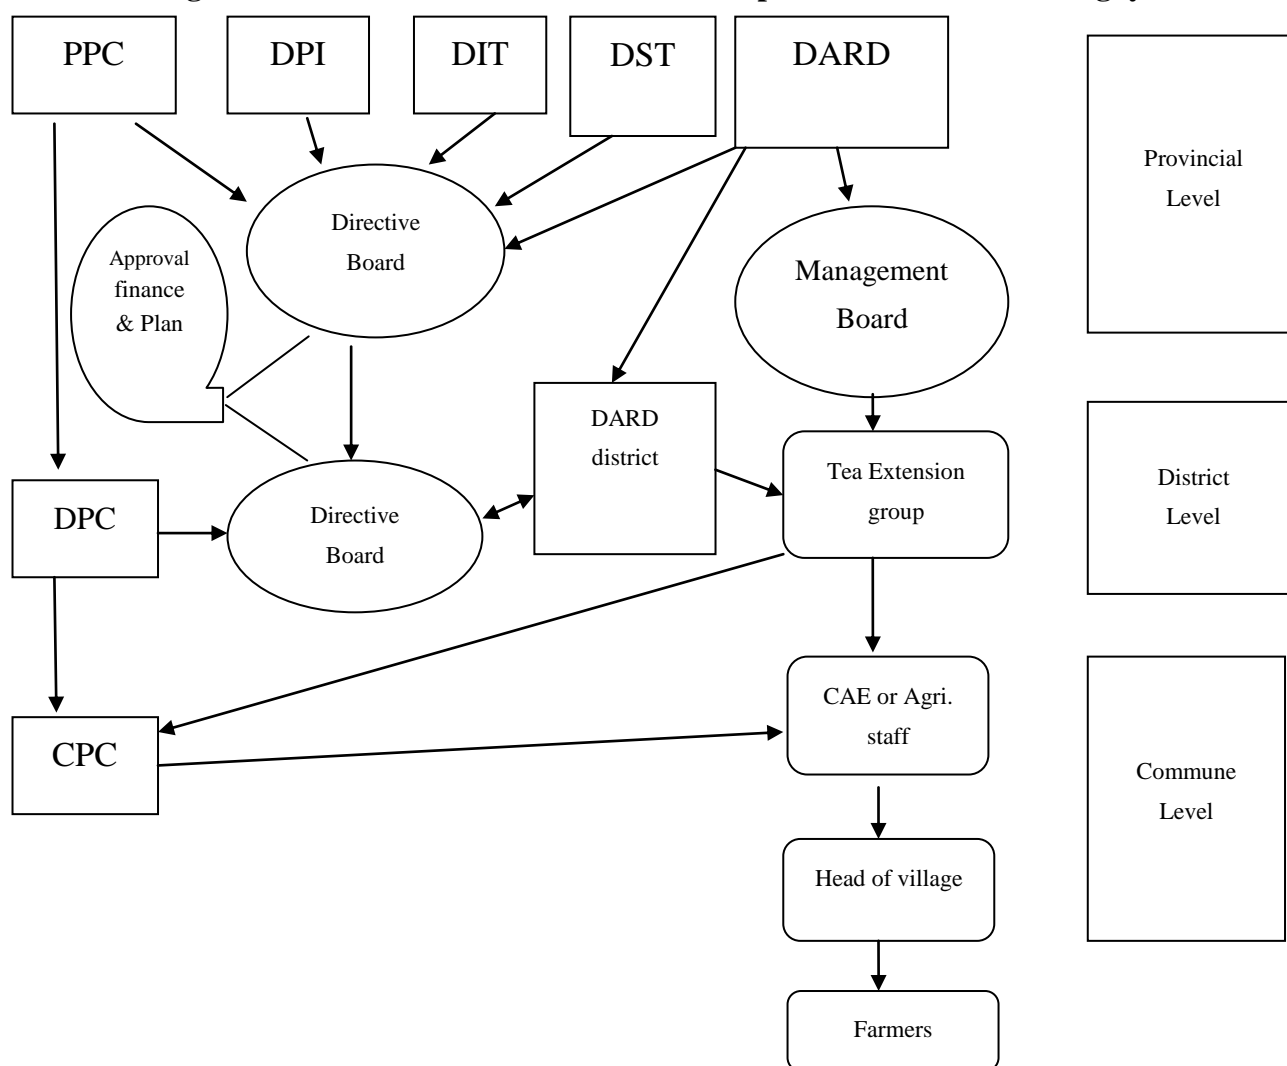 PPC
DPI
DIT
DST
DARD
Provincial
Level
Directive
Board
Approval
finance
& Plan
Management
Board
DARD
district
Tea Extension
group
District
Level
DPC
Directive
Board
CAE or Agri.
staff
CPC
Commune
Level
Head of village
Farmers